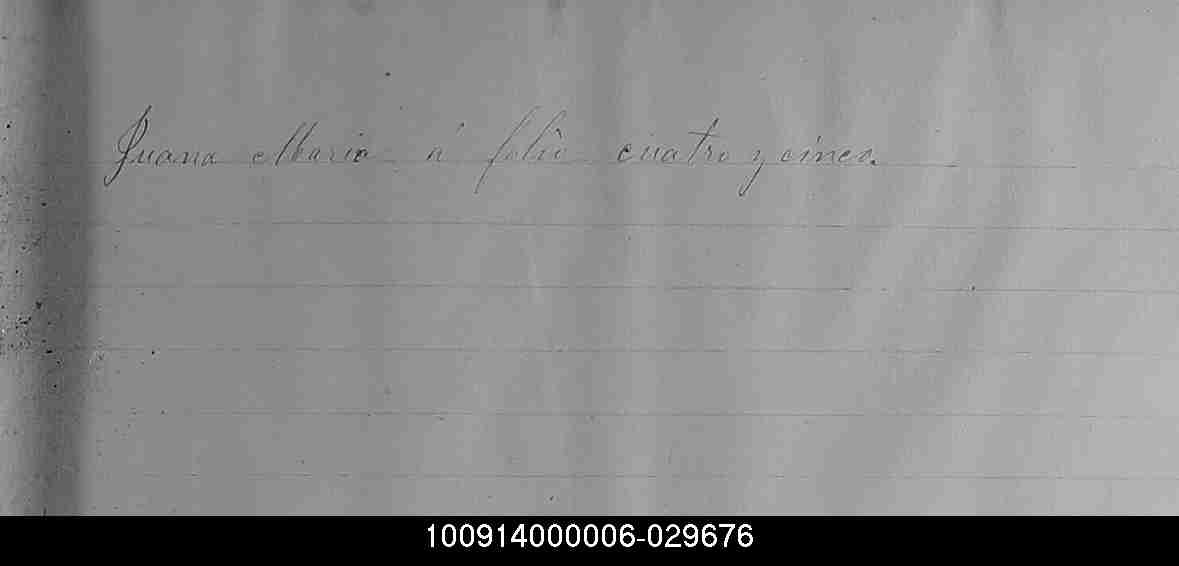 Juana Maria á folio cuatro y cinco.
100914000006-029676